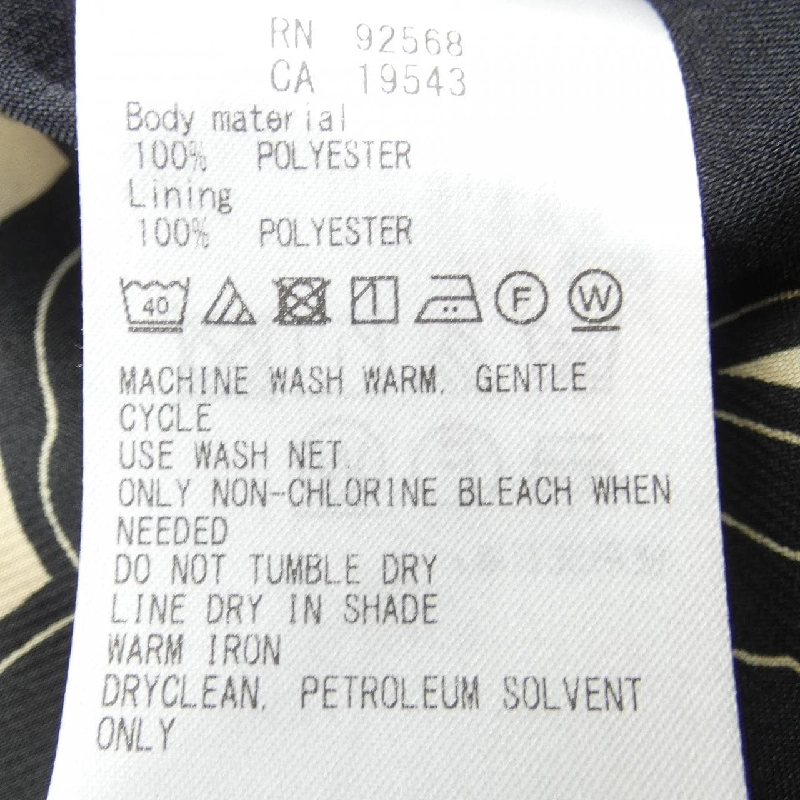 RN 92568
CA 19543
Body material
100% POLYESTER
Lining
100% POLYESTER
40 F W
MACHINE WASH WARM. GENTLE
CYCLE
USE WASH NET.
ONLY NON-CHLORINE BLEACH WHEN
NEEDED
DO NOT TUMBLE DRY
LINE DRY IN SHADE
WARM IRON
DRYCLEAN, PETROLEUM SOLVENT
ONLY